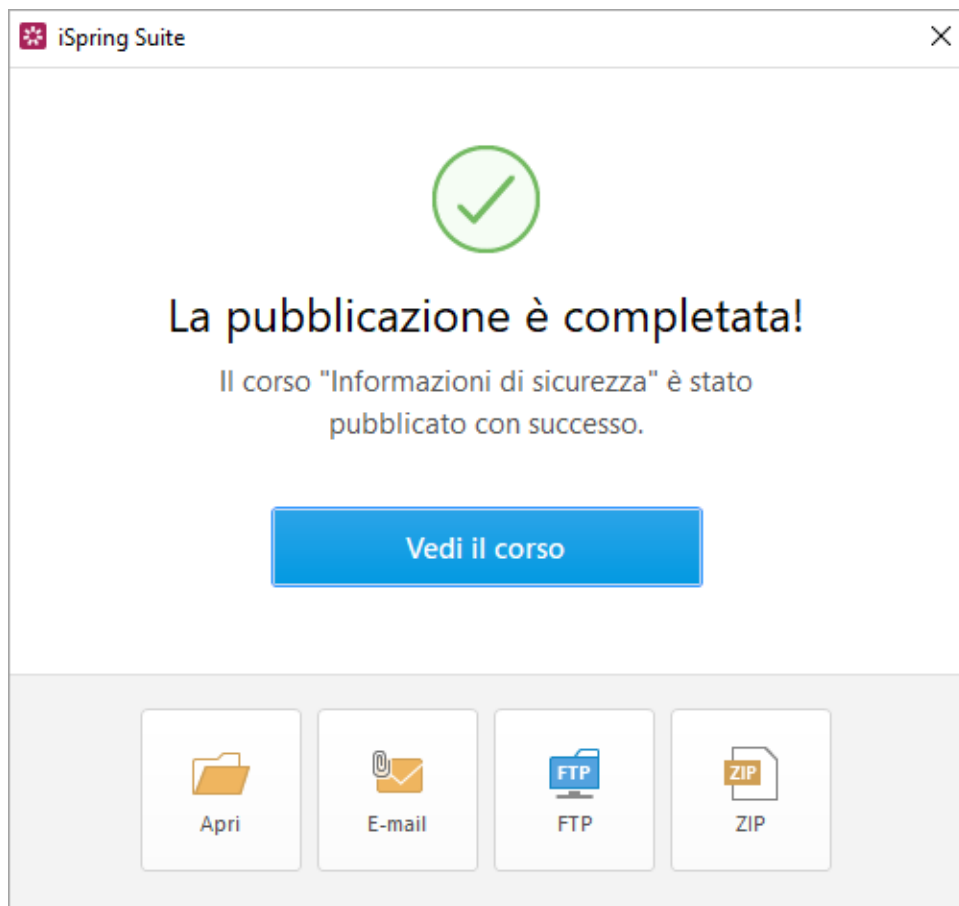 iSpring Suite
La pubblicazione è completata!
Il corso "Informazioni di sicurezza" è stato
pubblicato con successo.
Vedi il corso
Apri
E-mail
FTP
FTP
ZIP
ZIP